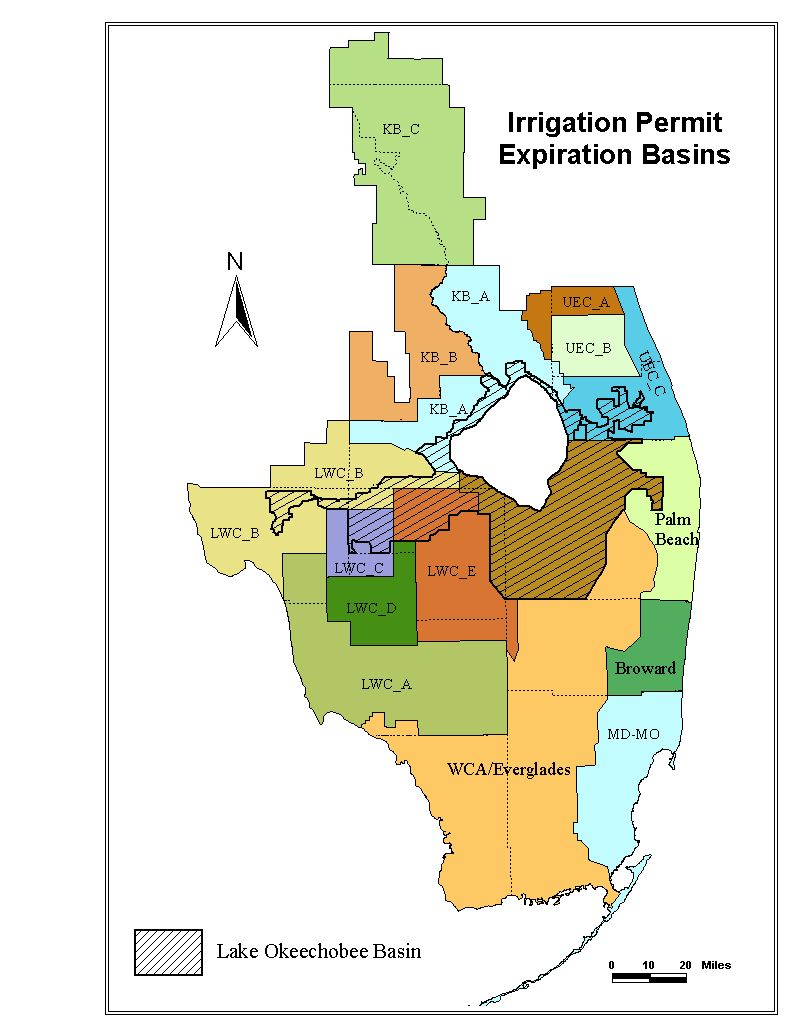 KB_C
Irrigation Permit
Expiration Basins
N
KB_A
UEC_A
UEC_B
UEC_C
KB_B
KB_A
LWC_B
LWC_B
Palm
Beach
LWC_C
LWC_E
LWC_D
Broward
LWC_A
MD-MO
WCA/Everglades
Lake Okeechobee Basin
0 10 20 Miles